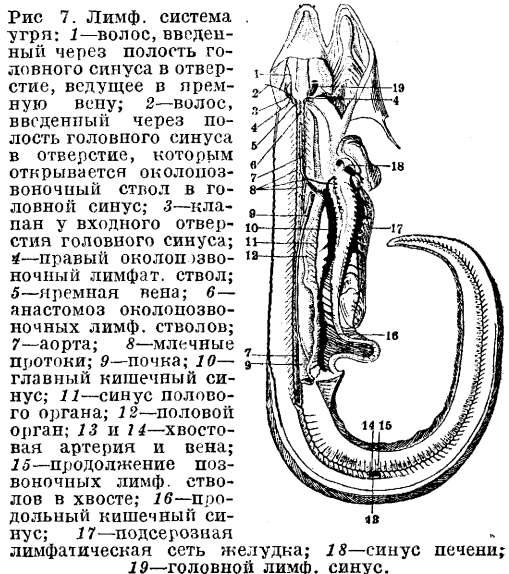 Рис 7. Лимф. система
угря: 1—волос, введен-
ный через полость го-
ловного синуса в отвер-
стие, ведущее в ярем-
ную вену; 2—волос,
введенный через по-
лость головного синуса
в отверстие, которым
открывается околопоз-
воночный ствол в го-
ловной синус; 3—кла-
пан у входного отвер-
стия головного синуса;
4—правый околопоз-
воночный лимфат. ствол;
5—яремная вена; 6—
анастомоз околопозво-
ночных лимф. стволов;
7—аорта; 8—млечные
протоки; 9—почка; 10—
главный кишечный си-
нус; 11—синус полово-
го органа; 12—половой
орган; 13 и 14—хвосто-
вая артерия и вена;
15—продолжение поз-
воночных лимф. ство-
лов в хвосте; 16—про-
дольный кишечный си-
нус; 17—подсерозная
лимфатическая сеть желудка; 18—синус печени;
19—головной лимф. синус.
1
2
3
4
5
6
7
8
9
10
11
12
7
9
19
4
18
17
16
14 15
13